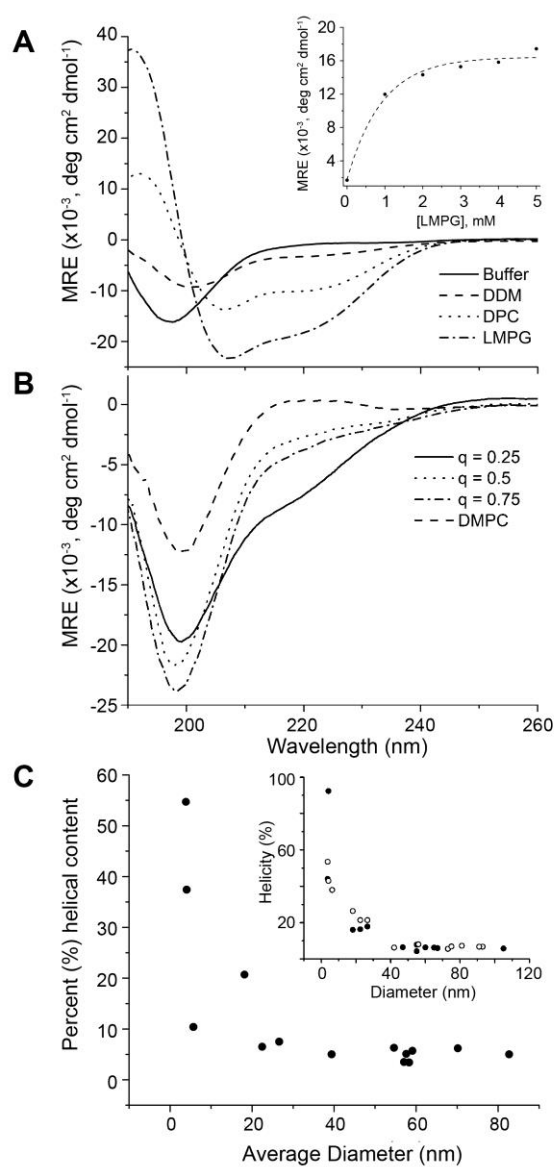 A
MRE (x10⁻³, deg cm² dmol⁻¹)
40
30
20
10
0
-10
-20
MRE (x10⁻³, deg cm² dmol⁻¹)
20
16
12
8
4
0 1 2 3 4 5
[LMPG], mM
Buffer
DDM
DPC
LMPG
B
MRE (x10⁻³, deg cm² dmol⁻¹)
0
-5
-10
-15
-20
-25
q = 0.25
q = 0.5
q = 0.75
DMPC
200 220 240 260
Wavelength (nm)
C
Percent (%) helical content
60
50
40
30
20
10
0
Helicity (%)
100
60
20
0 40 80 120
Diameter (nm)
0 20 40 60 80
Average Diameter (nm)